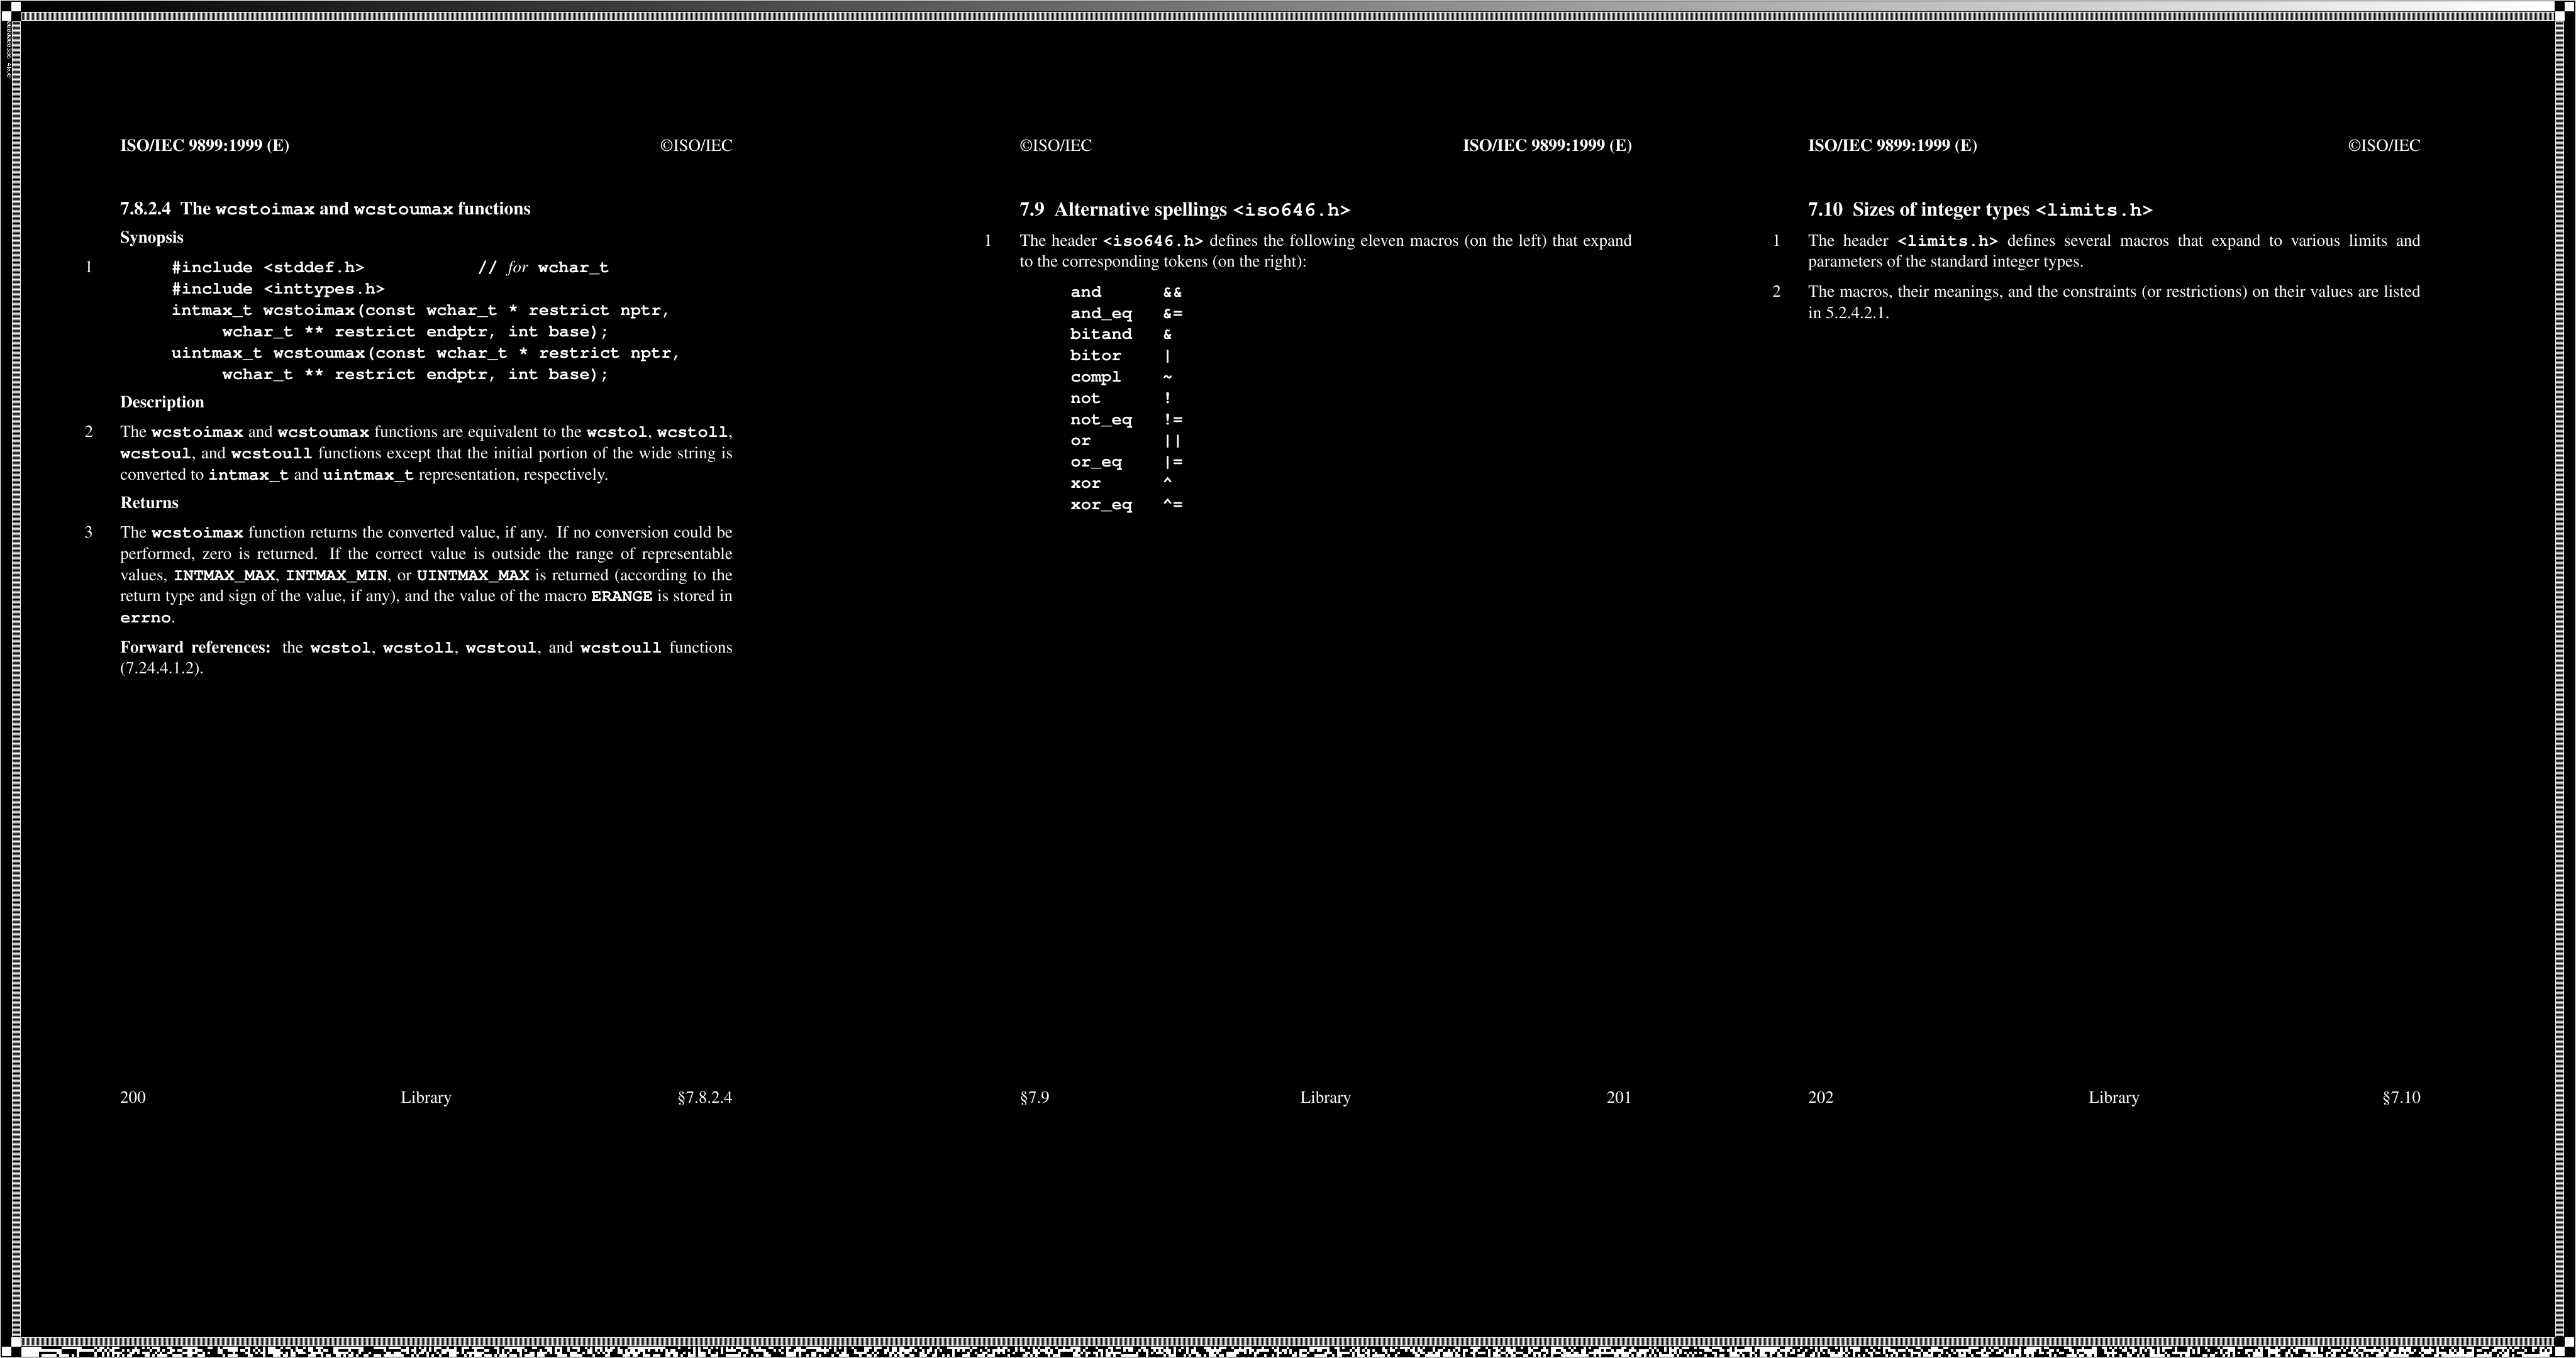 ISO/IEC 9899:1999 (E) ©ISO/IEC
7.8.2.4 The wcstoimax and wcstoumax functions
Synopsis
1 #include <stddef.h> // for wchar_t
#include <inttypes.h>
intmax_t wcstoimax(const wchar_t * restrict nptr,
wchar_t ** restrict endptr, int base);
uintmax_t wcstoumax(const wchar_t * restrict nptr,
wchar_t ** restrict endptr, int base);
Description
2 The wcstoimax and wcstoumax functions are equivalent to the wcstol, wcstoll,
wcstoul, and wcstoull functions except that the initial portion of the wide string is
converted to intmax_t and uintmax_t representation, respectively.
Returns
3 The wcstoimax function returns the converted value, if any. If no conversion could be
performed, zero is returned. If the correct value is outside the range of representable
values, INTMAX_MAX, INTMAX_MIN, or UINTMAX_MAX is returned (according to the
return type and sign of the value, if any), and the value of the macro ERANGE is stored in
errno.
Forward references: the wcstol, wcstoll, wcstoul, and wcstoull functions
(7.24.4.1.2).
200 Library §7.8.2.4
©ISO/IEC ISO/IEC 9899:1999 (E)
7.9 Alternative spellings <iso646.h>
1 The header <iso646.h> defines the following eleven macros (on the left) that expand
to the corresponding tokens (on the right):
and &&
and_eq &=
bitand &
bitor |
compl ~
not !
not_eq !=
or ||
or_eq |=
xor ^
xor_eq ^=
§7.9 Library 201
ISO/IEC 9899:1999 (E) ©ISO/IEC
7.10 Sizes of integer types <limits.h>
1 The header <limits.h> defines several macros that expand to various limits and
parameters of the standard integer types.
2 The macros, their meanings, and the constraints (or restrictions) on their values are listed
in 5.2.4.2.1.
202 Library §7.10